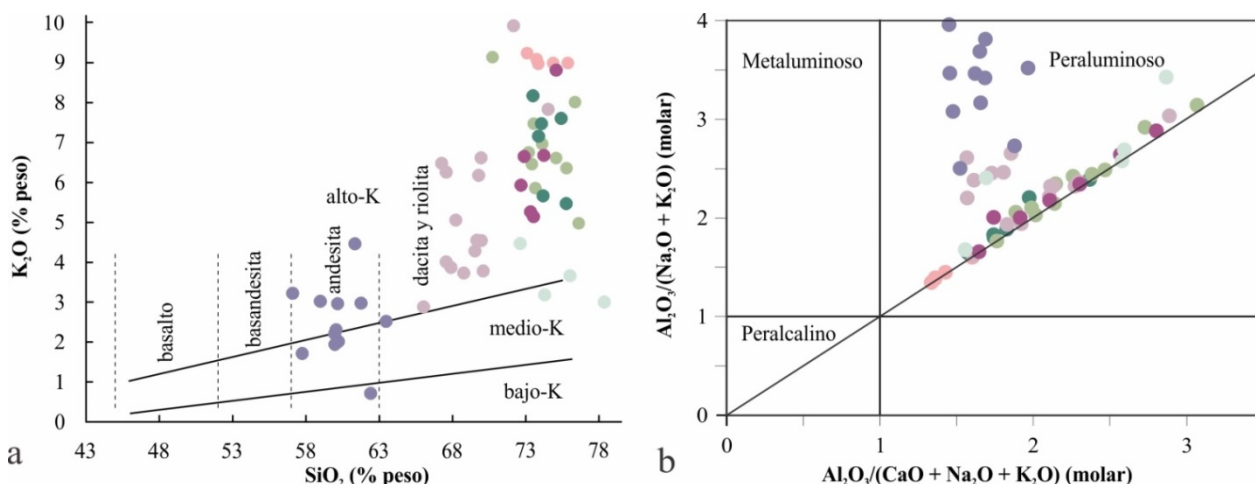 10
9
8
7
6
5
4
3
2
1
0
K₂O (% peso)
basalto
basandesita
andesita
dacita y riolita
alto-K
medio-K
bajo-K
43 48 53 58 63 68 73 78
SiO₂ (% peso)
a
4
3
2
1
0
Al₂O₃/(Na₂O + K₂O) (molar)
Metaluminoso
Peraluminoso
Peralcalino
0 1 2 3
Al₂O₃/(CaO + Na₂O + K₂O) (molar)
b